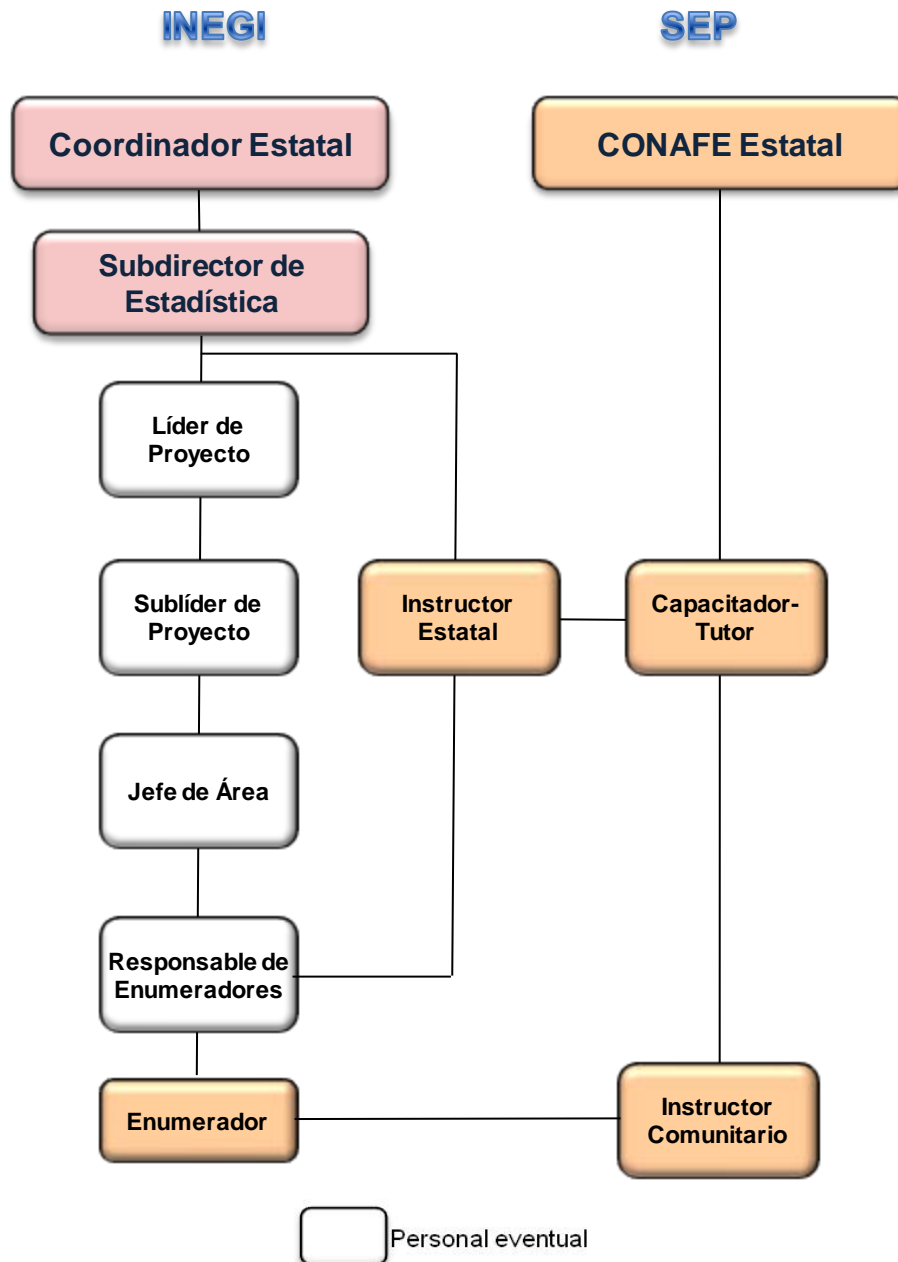 INEGI
SEP
Coordinador Estatal
CONAFE Estatal
Subdirector de
Estadística
Líder de
Proyecto
Sublíder de
Proyecto
Instructor
Estatal
Capacitador-
Tutor
Jefe de Área
Responsable de
Enumeradores
Enumerador
Instructor
Comunitario
Personal eventual